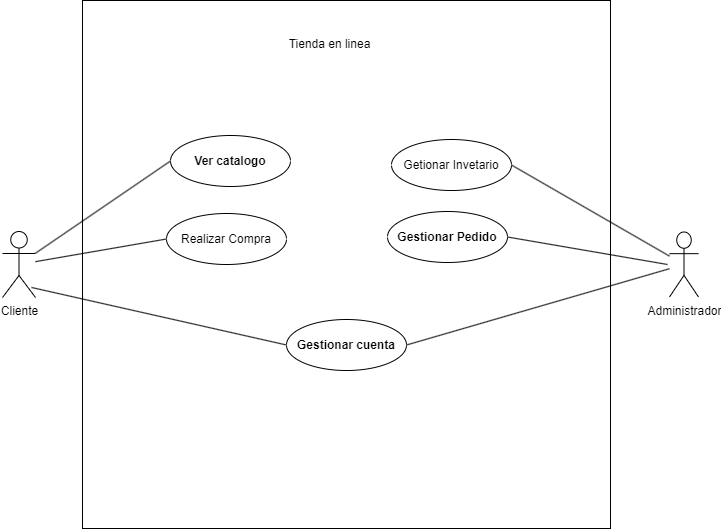 Tienda en linea
Ver catalogo
Getionar Invetario
Realizar Compra
Gestionar Pedido
Cliente
Administrador
Gestionar cuenta